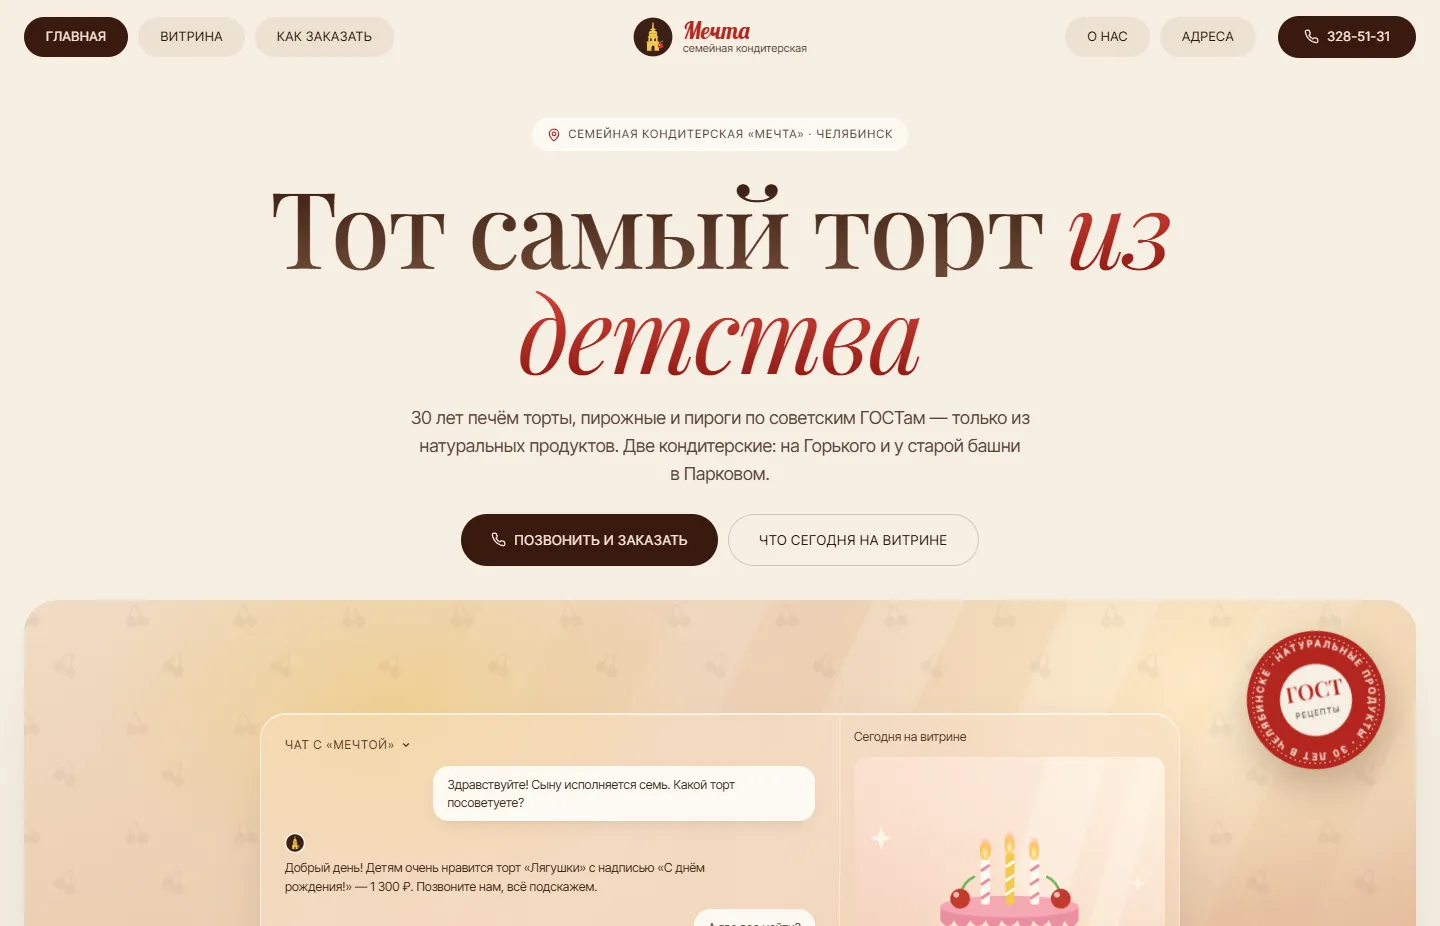 ГЛАВНАЯ
ВИТРИНА
КАК ЗАКАЗАТЬ
Мечта
семейная кондитерская
О НАС
АДРЕСА
328-51-31
СЕМЕЙНАЯ КОНДИТЕРСКАЯ «МЕЧТА» · ЧЕЛЯБИНСК
Тот самый торт из
детства
30 лет печём торты, пирожные и пироги по советским ГОСТам — только из
натуральных продуктов. Две кондитерские: на Горького и у старой башни
в Парковом.
ПОЗВОНИТЬ И ЗАКАЗАТЬ
ЧТО СЕГОДНЯ НА ВИТРИНЕ
НАТУРАЛЬНЫЕ ПРОДУКТЫ · 30 ЛЕТ В ЧЕЛЯБИНСКЕ ·
ГОСТ
РЕЦЕПТЫ
ЧАТ С «МЕЧТОЙ»
Сегодня на витрине
Здравствуйте! Сыну исполняется семь. Какой торт
посоветуете?
Добрый день! Детям очень нравится торт «Лягушки» с надписью «С днём
рождения!» — 1 300 ₽. Позвоните нам, всё подскажем.